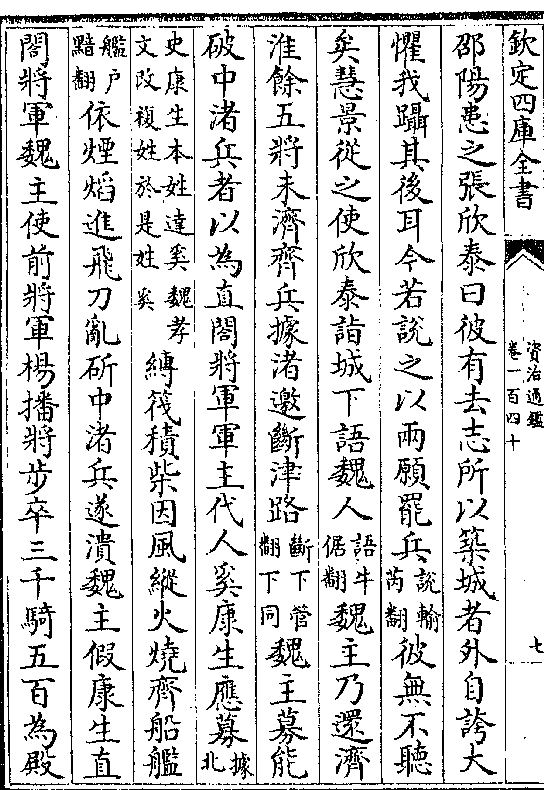 欽定四庫全書
資治通鑑
卷一百四十
七
邵陽患之張欣泰曰彼有去志所以築城者外自誇大
懼我躡其後耳今若說之以兩願罷兵說輸芮翻彼無不聽
矣慧景從之使欣泰詣城下語魏人語牛倨翻魏主乃還濟
淮餘五將未濟齊兵據渚邀斷津路斷下管翻下同魏主募能
破中渚兵者以為直閤將軍軍主代人奚康生應募據北
史康生本姓達奚魏孝文改複姓於是姓奚縛筏積柴因風縱火燒齊船艦
艦户黯翻依煙焰進飛刀亂斫中渚兵遂潰魏主假康生直
閤將軍魏主使前將軍楊播將步卒三千騎五百為殿